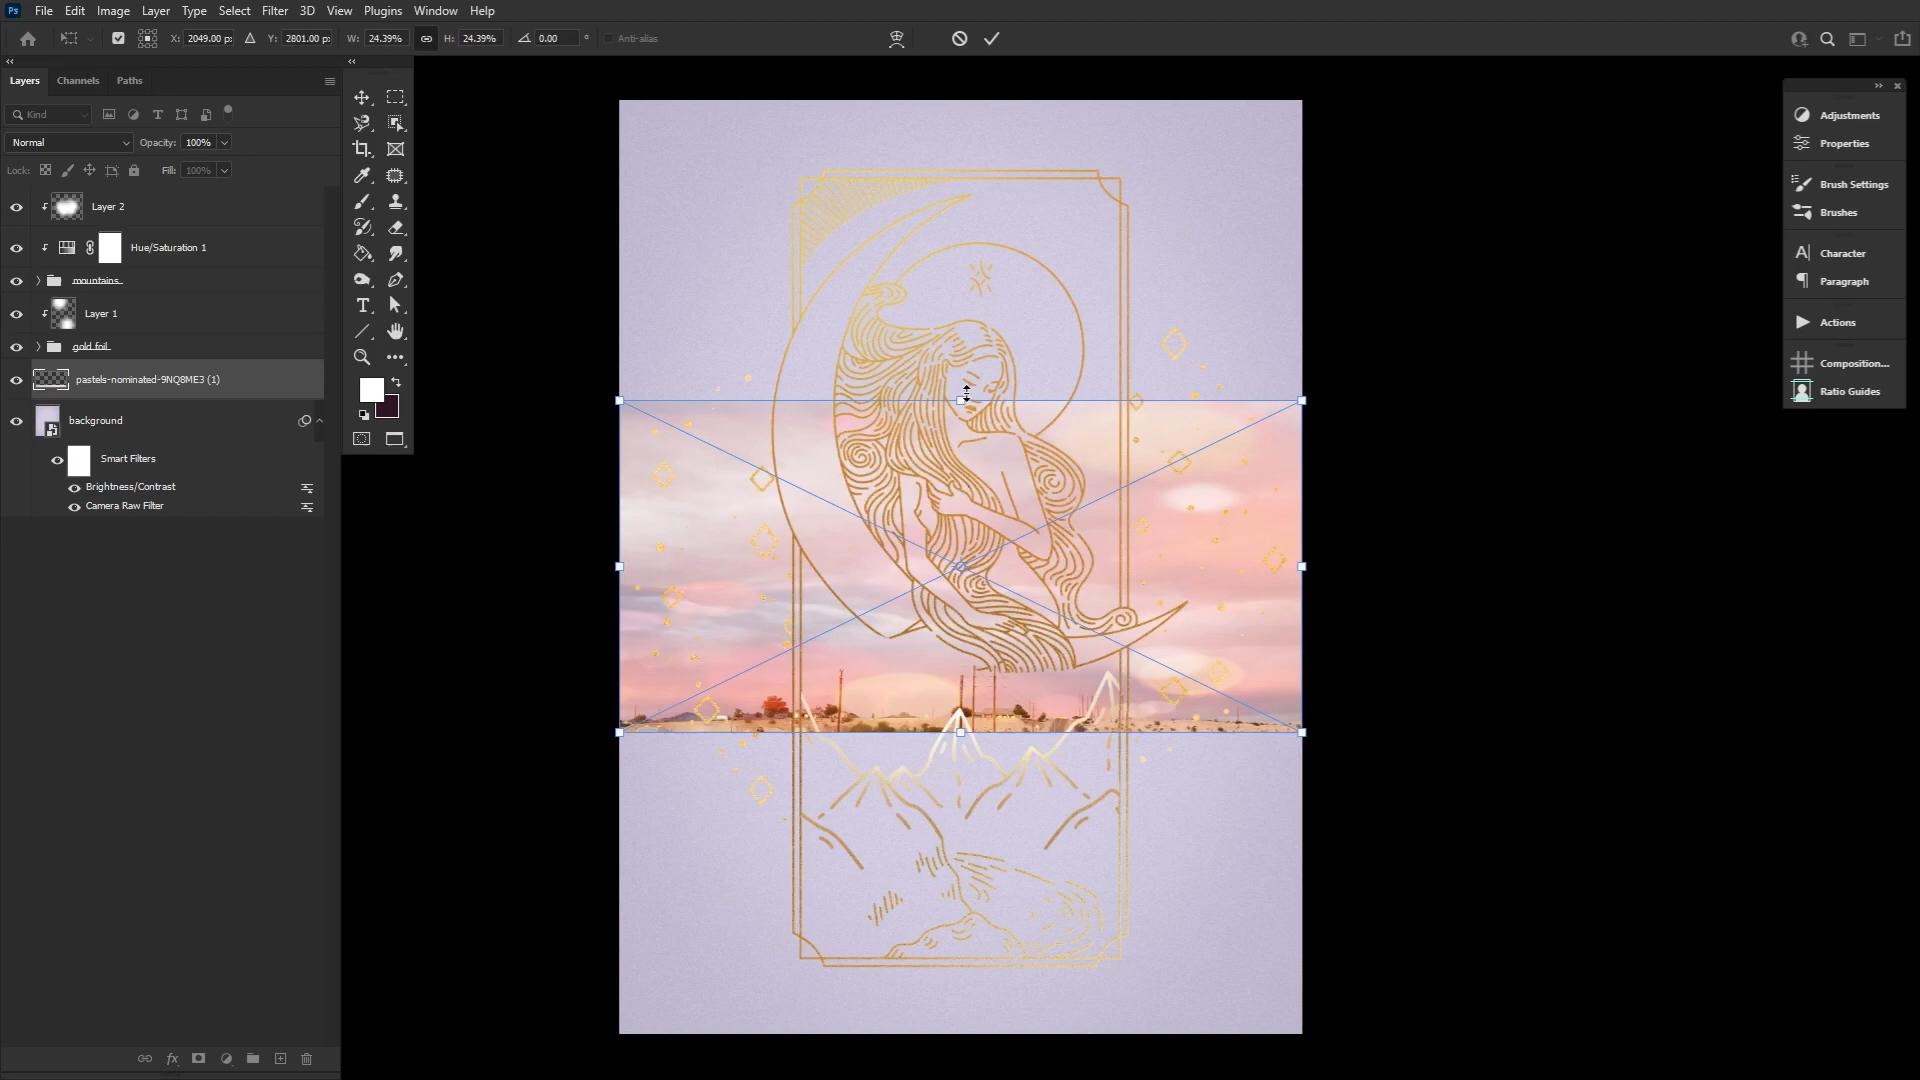 Ps File Edit Image Layer Type Select Filter 3D View Plugins Window Help
X: 2049.00 p: Y: 2801.00 p: W: 24.39% H: 24.39% 0.00 ° Anti-alias
Layers Channels Paths
Kind
Normal Opacity: 100%
Lock: Fill: 100%
Layer 2
Hue/Saturation 1
mountains
Layer 1
gold foil
pastels-nominated-9NQ8ME3 (1)
background
Smart Filters
Brightness/Contrast
Camera Raw Filter
Adjustments
Properties
Brush Settings
Brushes
Character
Paragraph
Actions
Composition...
Ratio Guides